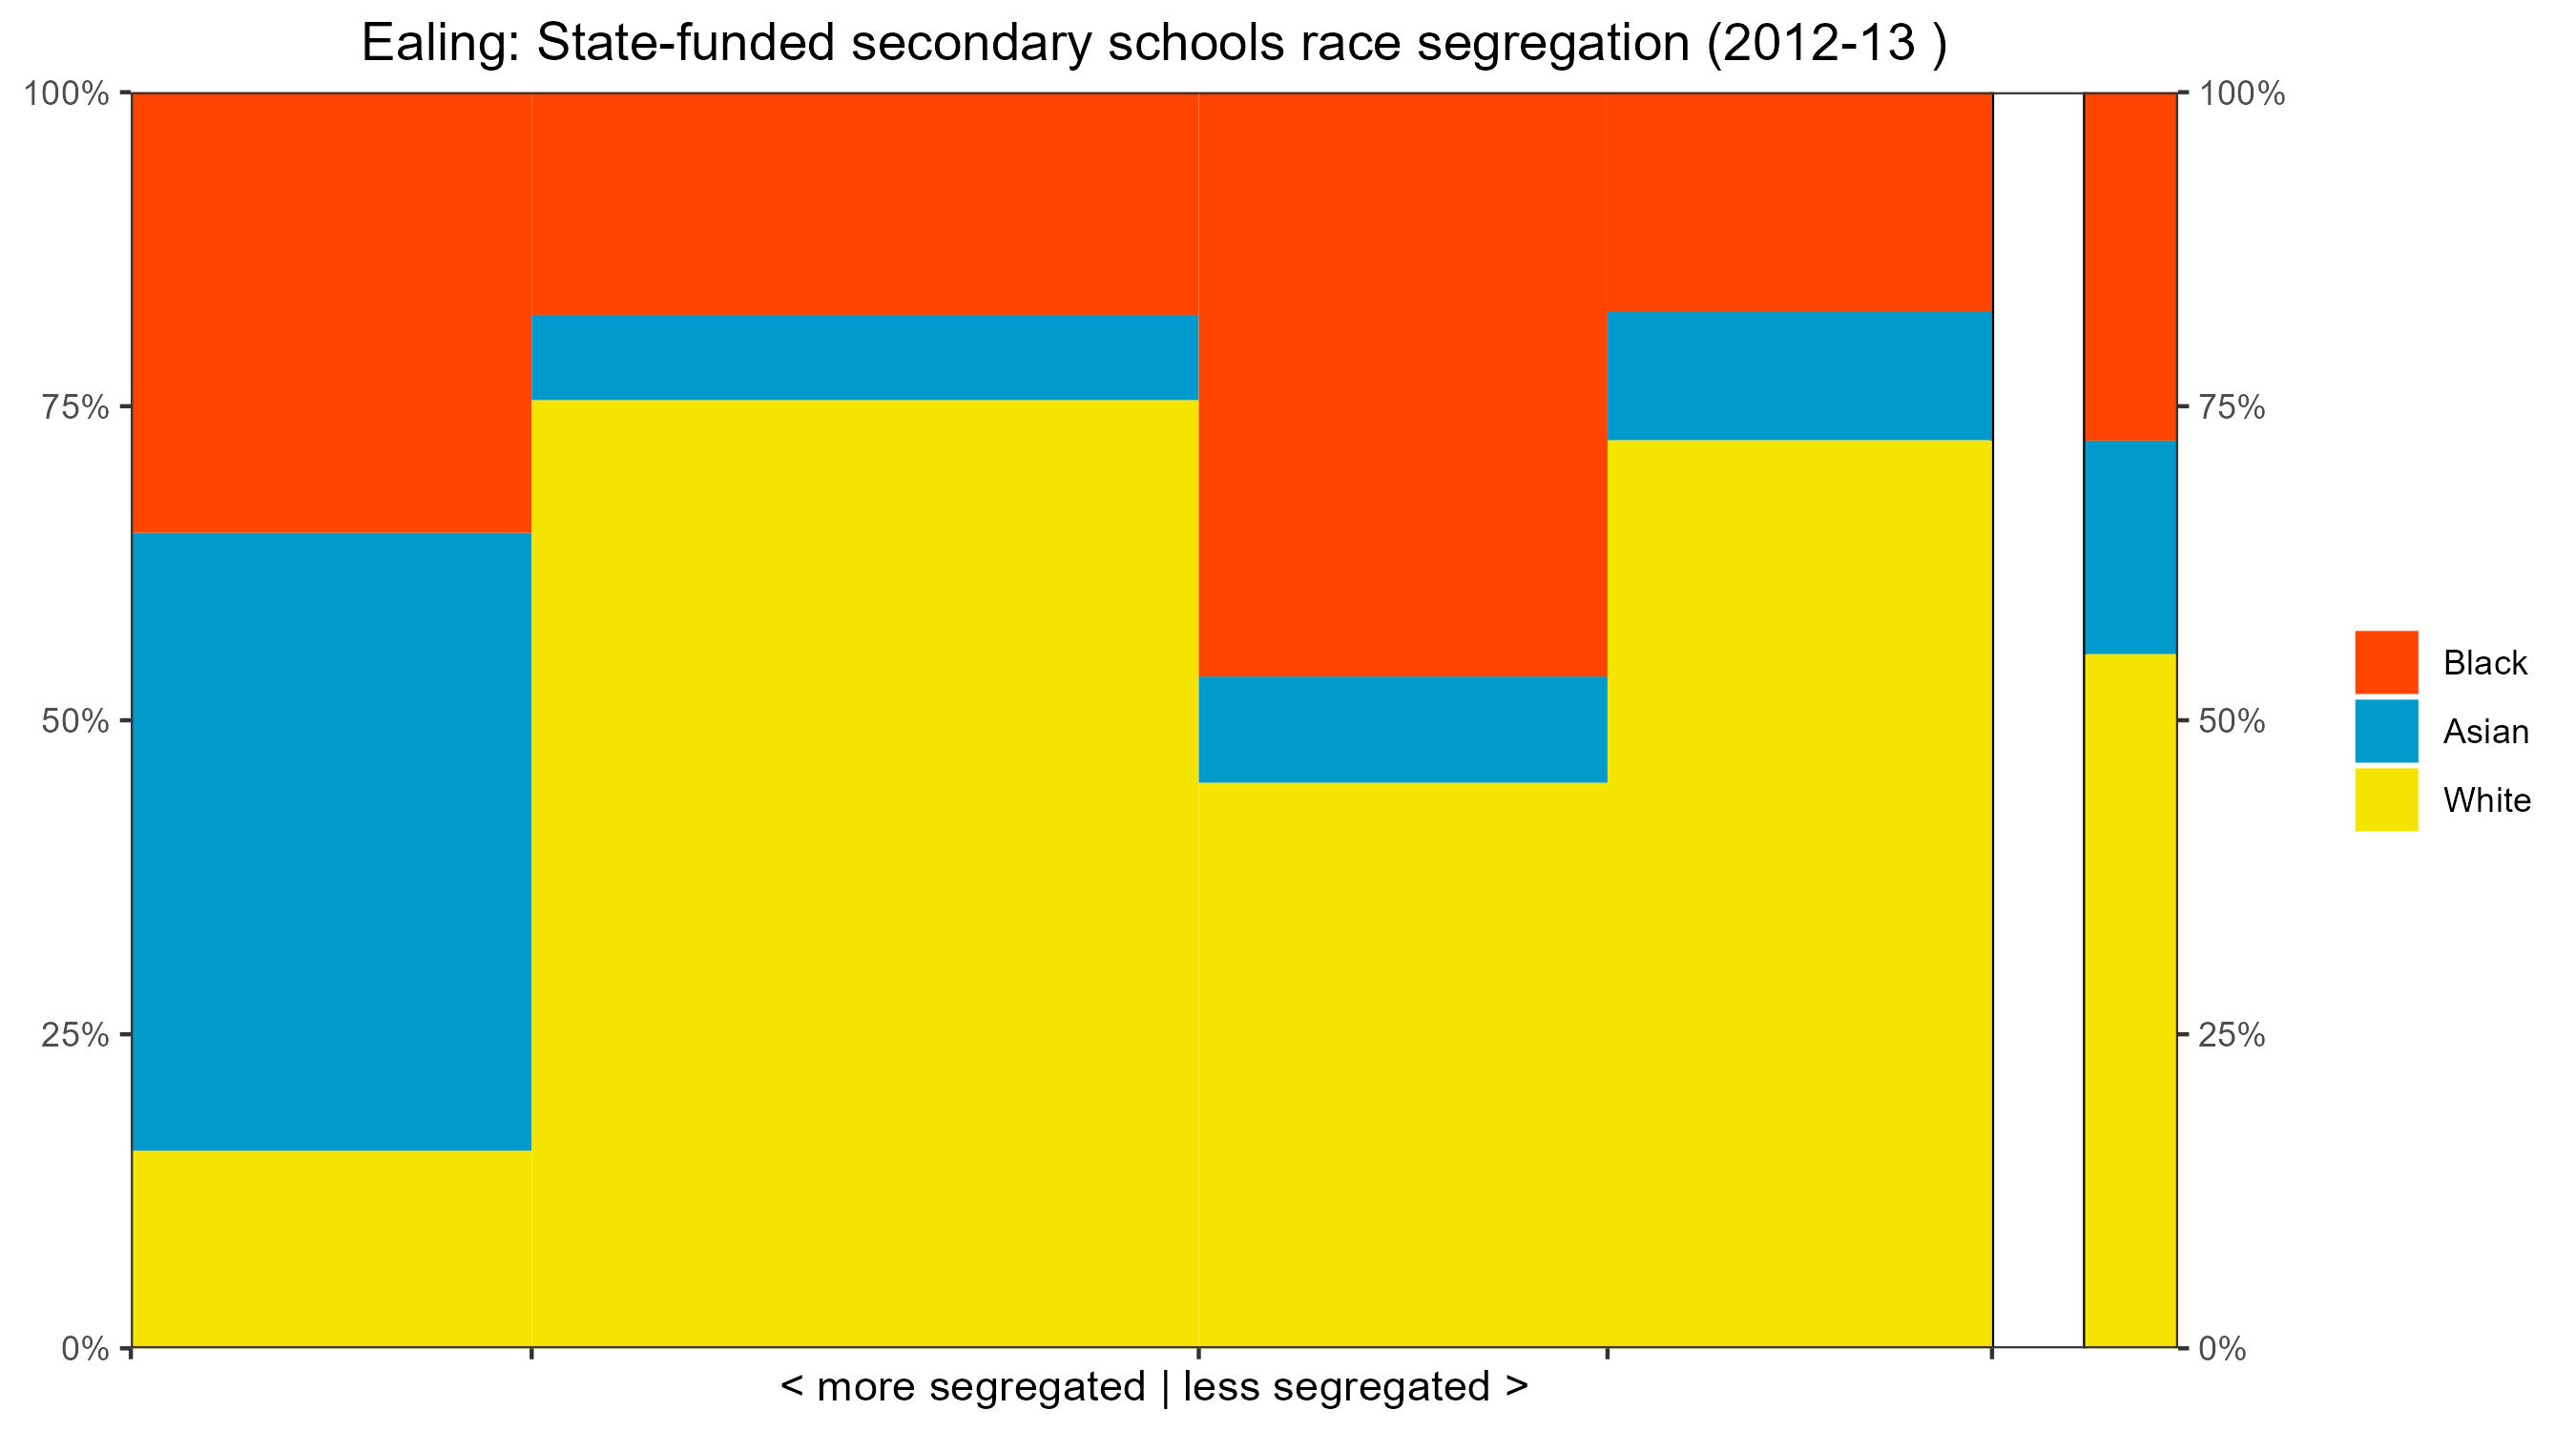 Ealing: State-funded secondary schools race segregation (2012-13 )
100%
75%
50%
25%
0%
100%
75%
50%
25%
0%
Black
Asian
White
< more segregated | less segregated >